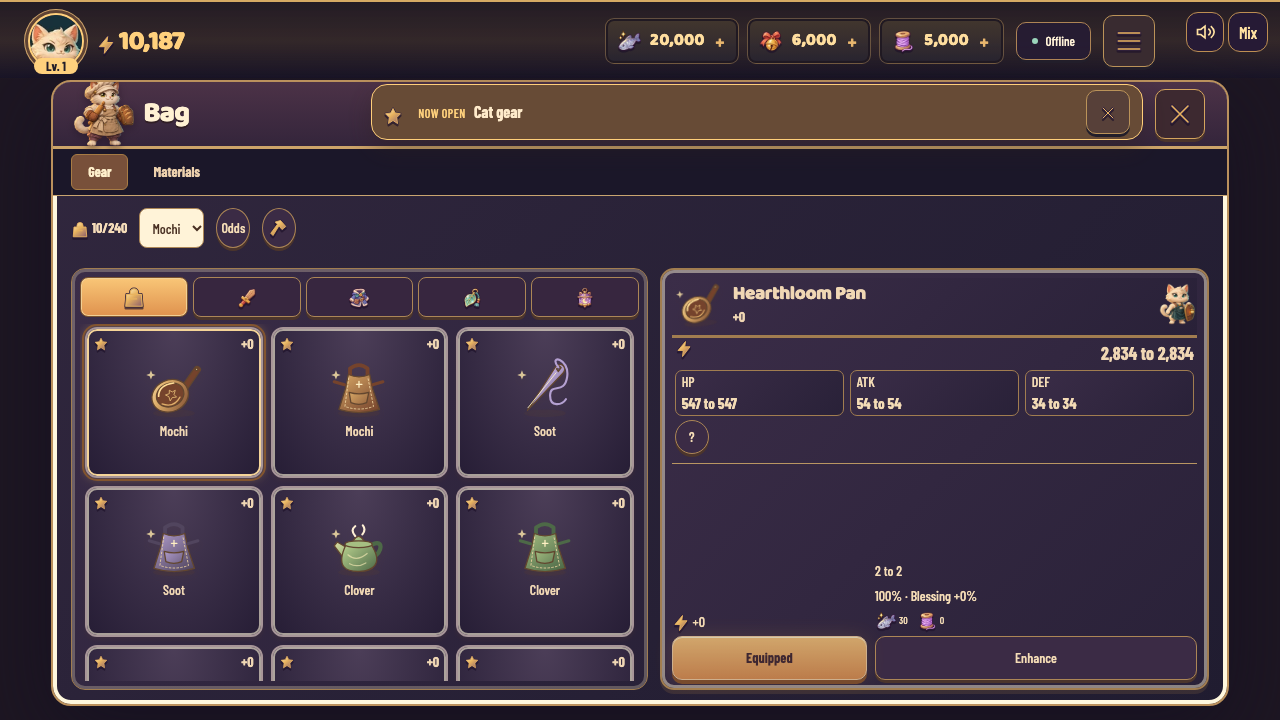 Lv. 1
10,187
20,000 +
6,000 +
5,000 +
Offline
Mix
Bag
NOW OPEN Cat gear
Gear
Materials
10/240
Mochi
Odds
+0
Mochi
+0
Mochi
+0
Soot
+0
Soot
+0
Clover
+0
Clover
+0
+0
+0
Hearthloom Pan
+0
2,834 to 2,834
HP
547 to 547
ATK
54 to 54
DEF
34 to 34
?
2 to 2
100% · Blessing +0%
+0
30
0
Equipped
Enhance